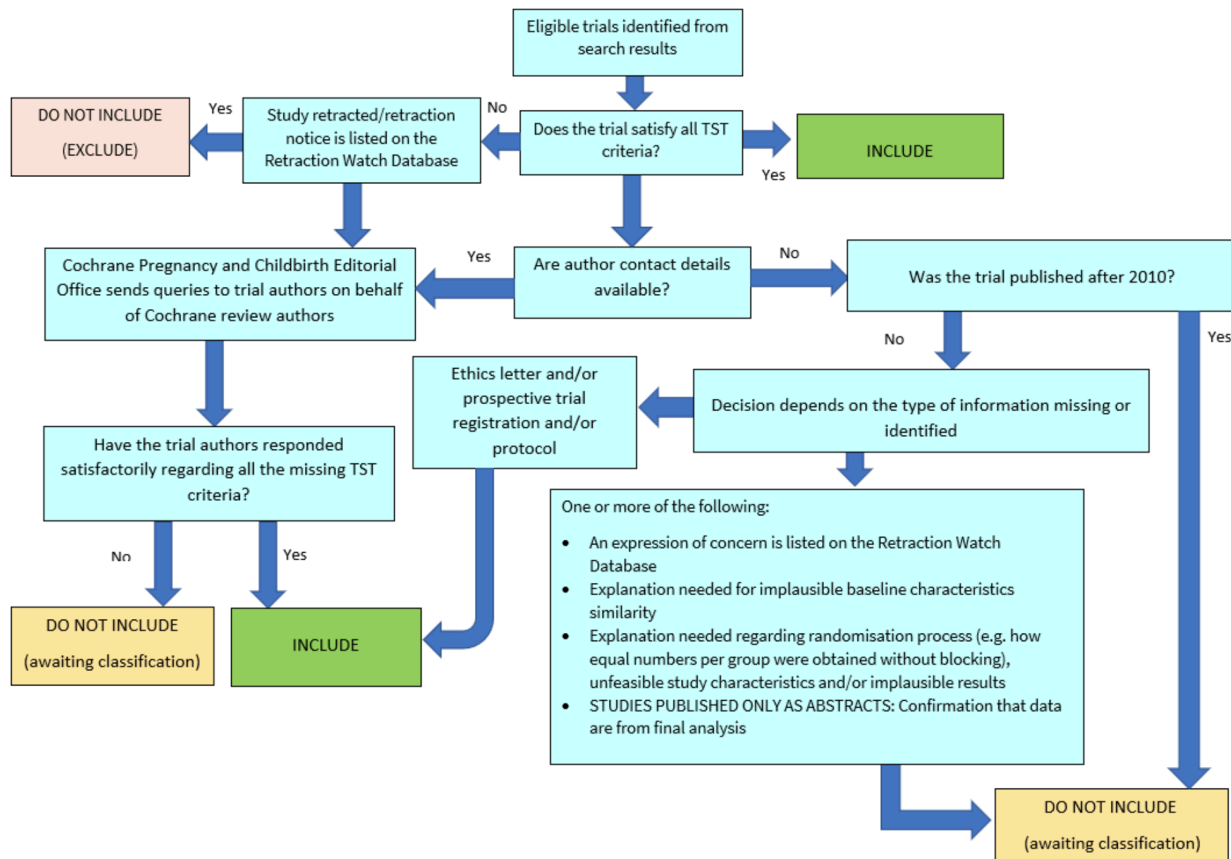 Eligible trials identified from
search results
DO NOT INCLUDE
(EXCLUDE)
Yes
Study retracted/retraction
notice is listed on the
Retraction Watch Database
No
Does the trial satisfy all TST
criteria?
Yes
INCLUDE
Cochrane Pregnancy and Childbirth Editorial
Office sends queries to trial authors on behalf
of Cochrane review authors
Yes
Are author contact details
available?
No
Was the trial published after 2010?
No
Yes
Ethics letter and/or
prospective trial
registration and/or
protocol
Decision depends on the type of information missing or
identified
Have the trial authors responded
satisfactorily regarding all the missing TST
criteria?
No
Yes
DO NOT INCLUDE
(awaiting classification)
INCLUDE
One or more of the following:
• An expression of concern is listed on the Retraction Watch
Database
• Explanation needed for implausible baseline characteristics
similarity
• Explanation needed regarding randomisation process (e.g. how
equal numbers per group were obtained without blocking),
unfeasible study characteristics and/or implausible results
• STUDIES PUBLISHED ONLY AS ABSTRACTS: Confirmation that data
are from final analysis
DO NOT INCLUDE
(awaiting classification)